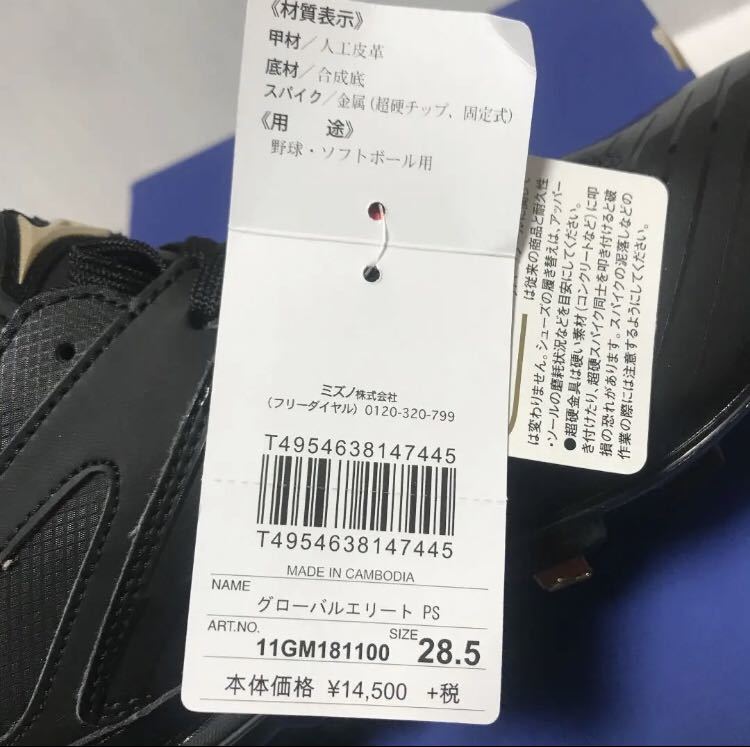 《材質表示》
甲材／人工皮革
底材／合成底
スパイク／金属(超硬チップ、固定式)
《用 途》
野球・ソフトボール用
ミズノ株式会社
(フリーダイヤル) 0120-320-799
T4954638147445
T4954638147445
MADE IN CAMBODIA
NAME
グローバルエリート PS
ART.NO.
11GM181100
SIZE
28.5
本体価格 ¥14,500 +税
は従来の商品と耐久性
は変わりません。シューズの履き替えは、アッパー
・ソールの磨耗状況などを目安にしてください。
●超硬金具は硬い素材(コンクリートなど)に叩
き付けたり、超硬スパイク同士を叩き付けると破
損の恐れがあります。スパイクの泥落しなどの
作業の際には注意するようにしてください。